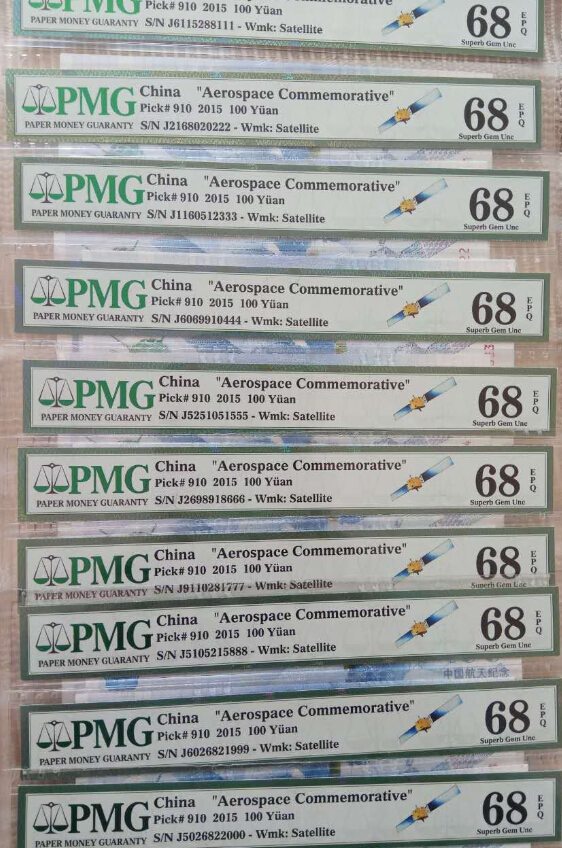 PMG China "Aerospace Commemorative"
PAPER MONEY GUARANTY Pick# 910 2015 100 Yüan
S/N J6115288111 - Wmk: Satellite
68 EPQ
Superb Gem Unc
PMG China "Aerospace Commemorative"
Pick# 910 2015 100 Yüan
PAPER MONEY GUARANTY S/N J2168020222 - Wmk: Satellite
68 EPQ
Superb Gem Unc
PMG China "Aerospace Commemorative"
Pick# 910 2015 100 Yüan
PAPER MONEY GUARANTY S/N J1160512333 - Wmk: Satellite
68 EPQ
Superb Gem Unc
PMG China "Aerospace Commemorative"
Pick# 910 2015 100 Yüan
PAPER MONEY GUARANTY S/N J6069910444 - Wmk: Satellite
68 EPQ
Superb Gem Unc
PMG China "Aerospace Commemorative"
Pick# 910 2015 100 Yüan
PAPER MONEY GUARANTY S/N J5251051555 - Wmk: Satellite
68 EPQ
Superb Gem Unc
PMG China "Aerospace Commemorative"
Pick# 910 2015 100 Yüan
PAPER MONEY GUARANTY S/N J2698918666 - Wmk: Satellite
68 EPQ
Superb Gem Unc
PMG China "Aerospace Commemorative"
Pick# 910 2015 100 Yüan
PAPER MONEY GUARANTY S/N J9110281777 - Wmk: Satellite
68 EPQ
Superb Gem Unc
PMG China "Aerospace Commemorative"
Pick# 910 2015 100 Yüan
PAPER MONEY GUARANTY S/N J5105215888 - Wmk: Satellite
68 EPQ
Superb Gem Unc
中国航天纪念
PMG China "Aerospace Commemorative"
Pick# 910 2015 100 Yüan
PAPER MONEY GUARANTY S/N J6026821999 - Wmk: Satellite
68 EPQ
Superb Gem Unc
PMG China "Aerospace Commemorative"
Pick# 910 2015 100 Yüan
PAPER MONEY GUARANTY S/N J5026822000 - Wmk: Satellite
68 EPQ
Superb Gem Unc